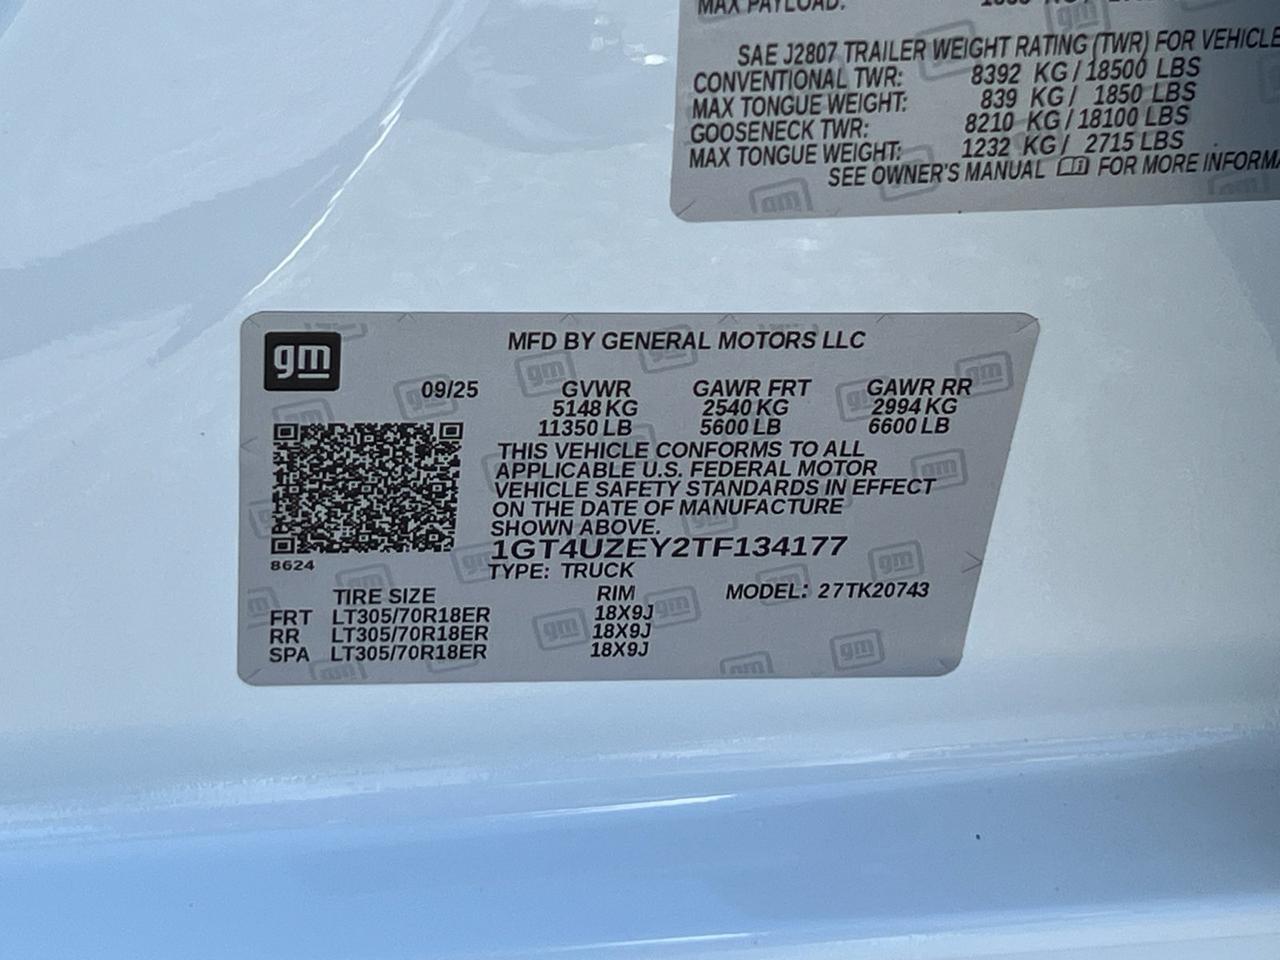 MAX PAYLOAD:
SAE J2807 TRAILER WEIGHT RATING (TWR) FOR VEHICLE
CONVENTIONAL TWR: 8392 KG / 18500 LBS
MAX TONGUE WEIGHT: 839 KG / 1850 LBS
GOOSENECK TWR: 8210 KG / 18100 LBS
MAX TONGUE WEIGHT: 1232 KG / 2715 LBS
SEE OWNER'S MANUAL FOR MORE INFORMA
gm
MFD BY GENERAL MOTORS LLC
09/25 GVWR GAWR FRT GAWR RR
5148 KG 2540 KG 2994 KG
11350 LB 5600 LB 6600 LB
THIS VEHICLE CONFORMS TO ALL
APPLICABLE U.S. FEDERAL MOTOR
VEHICLE SAFETY STANDARDS IN EFFECT
ON THE DATE OF MANUFACTURE
SHOWN ABOVE.
1GT4UZEY2TF134177
8624
TYPE: TRUCK
TIRE SIZE RIM MODEL: 27TK20743
FRT LT305/70R18ER 18X9J
RR LT305/70R18ER 18X9J
SPA LT305/70R18ER 18X9J